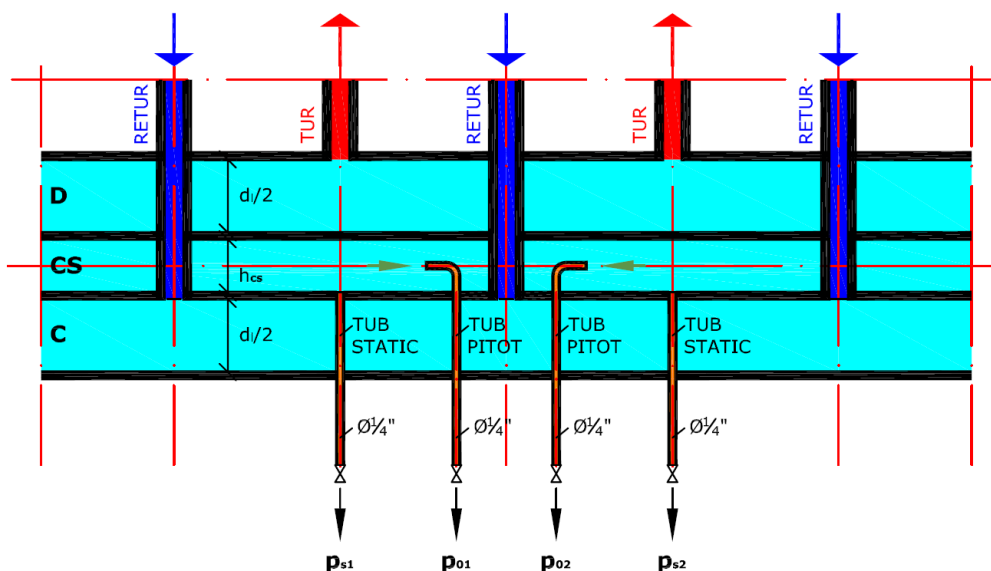 RETUR
TUR
RETUR
TUR
RETUR
D
dl/2
CS
hcs
C
dl/2
TUB
STATIC
TUB
PITOT
TUB
PITOT
TUB
STATIC
Ø¼"
Ø¼"
Ø¼"
Ø¼"
ps1
p01
p02
ps2